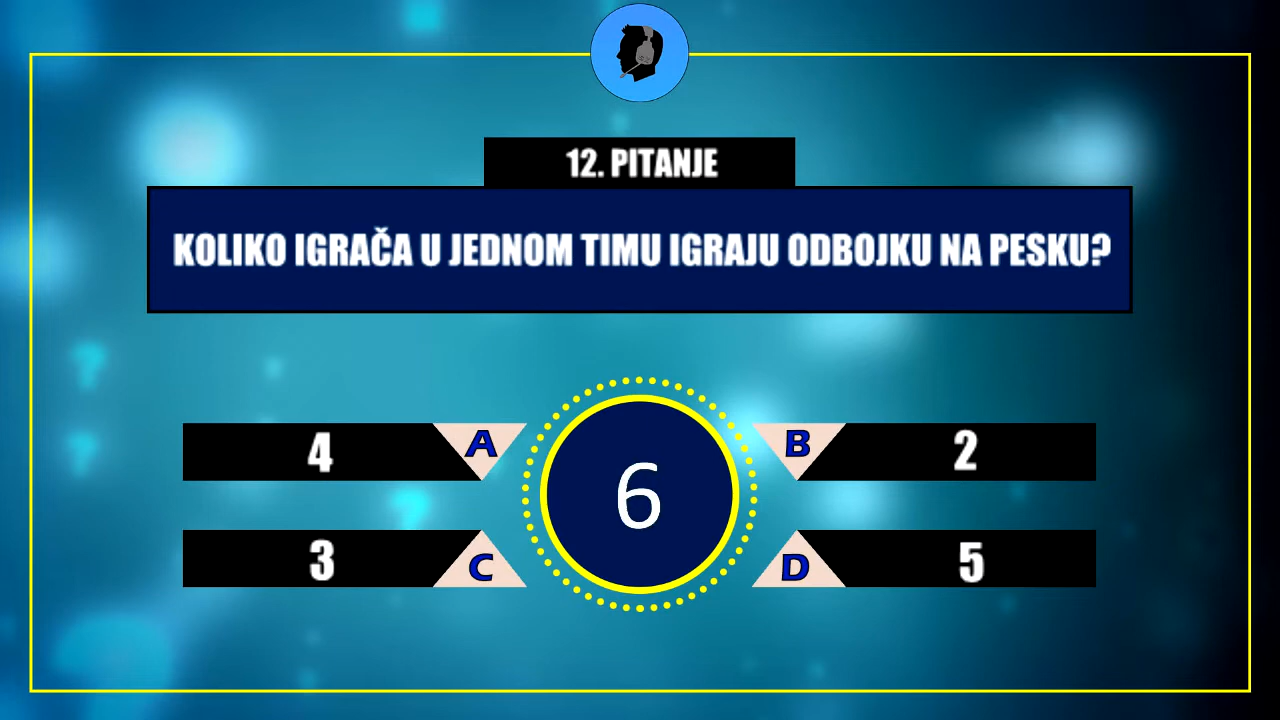 12. PITANJE
KOLIKO IGRAČA U JEDNOM TIMU IGRAJU ODBOJKU NA PESKU?
4 A
B 2
6
3 C
D 5